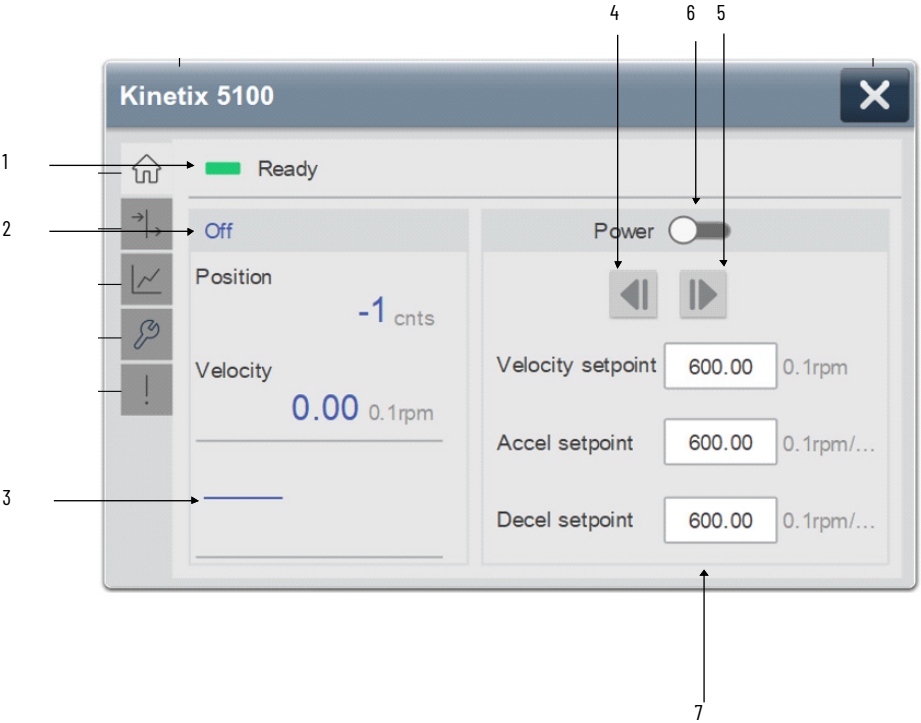 4 6 5
Kinetix 5100
1
Ready
2
Off
Power
Position
-1 cnts
Velocity setpoint 600.00 0.1rpm
Velocity
0.00 0.1rpm
Accel setpoint 600.00 0.1rpm/...
3
Decel setpoint 600.00 0.1rpm/...
7